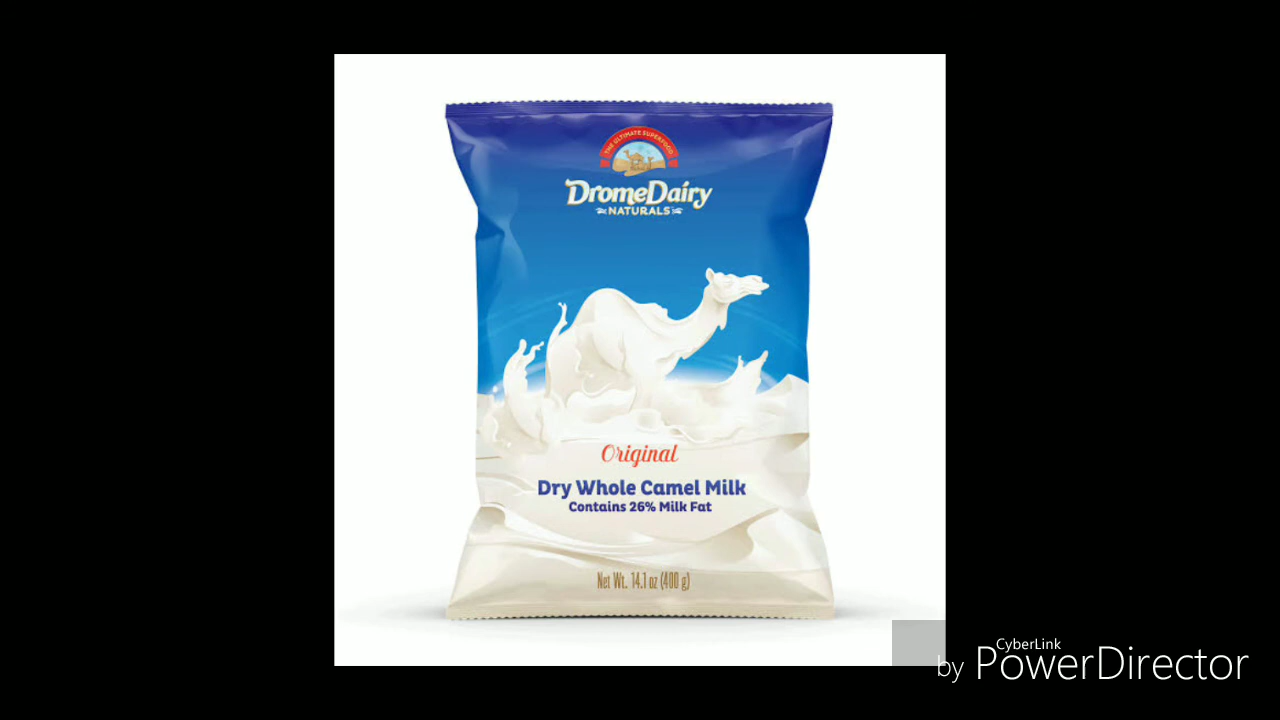 THE ULTIMATE SUPERFOOD
DromeDairy
NATURALS
Original
Dry Whole Camel Milk
Contains 26% Milk Fat
Net Wt. 14.1 oz (400 g)
CyberLink
by PowerDirector